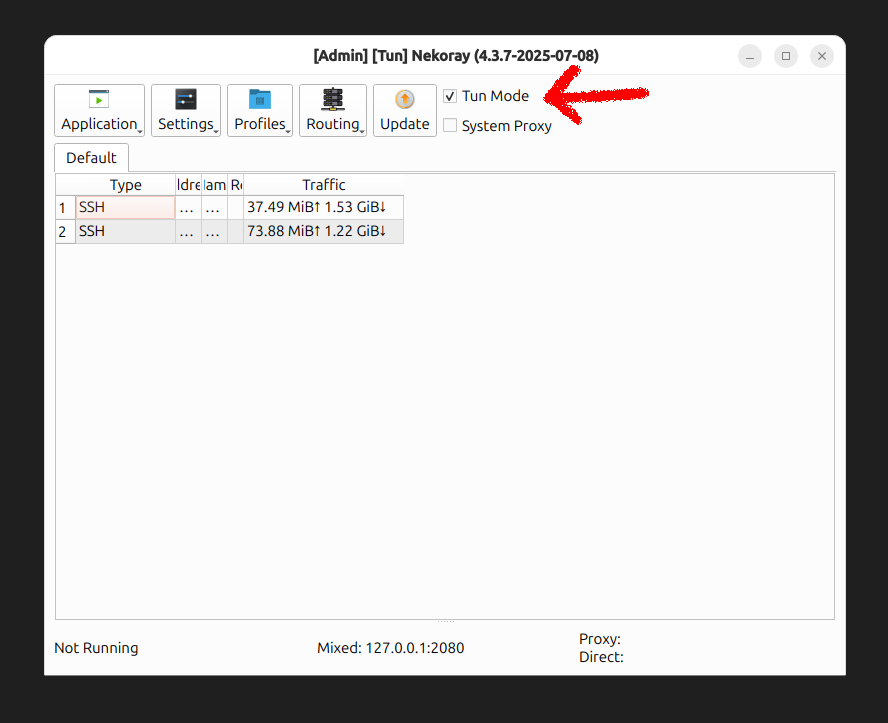 [Admin] [Tun] Nekoray (4.3.7-2025-07-08)
Application Settings Profiles Routing Update
Tun Mode
System Proxy
Default
Type ldre lam Re Traffic
1 SSH ... ... 37.49 MiB↑ 1.53 GiB↓
2 SSH ... ... 73.88 MiB↑ 1.22 GiB↓
Not Running
Mixed: 127.0.0.1:2080
Proxy:
Direct: